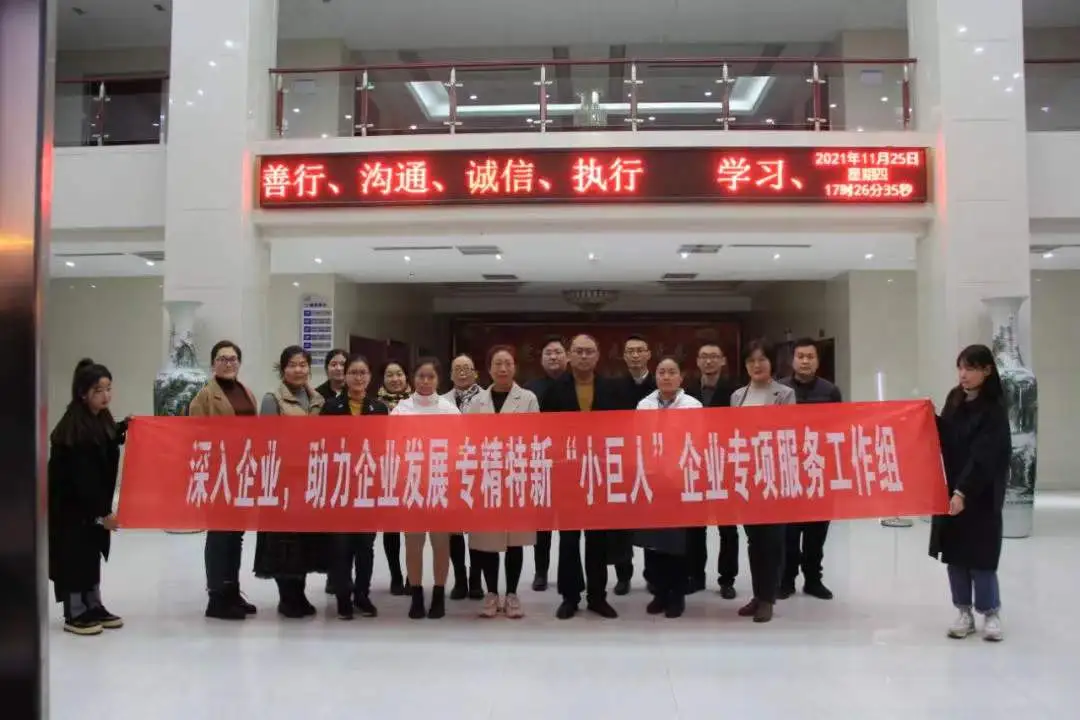 善行、沟通、诚信、执行 学习、
2021年11月25日
星期四
17时26分35秒
深入企业，助力企业发展 专精特新“小巨人”企业专项服务工作组